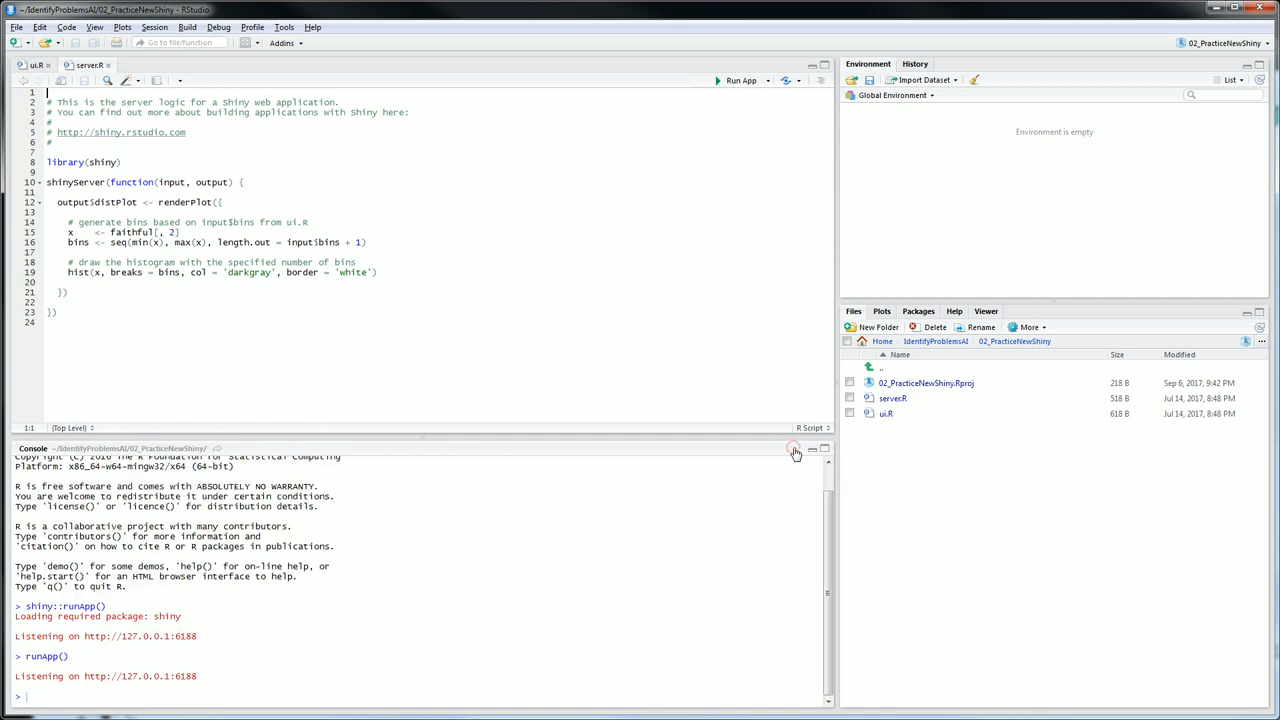 ~/IdentifyProblemsAI/02_PracticeNewShiny - RStudio
File Edit Code View Plots Session Build Debug Profile Tools Help
Go to file/function Addins 02_PracticeNewShiny
ui.R server.R
Run App
1
2 # This is the server logic for a Shiny web application.
3 # You can find out more about building applications with Shiny here:
4 #
5 # http://shiny.rstudio.com
6 #
7
8 library(shiny)
9
10 shinyServer(function(input, output) {
11
12 output$distPlot <- renderPlot({
13
14 # generate bins based on input$bins from ui.R
15 x <- faithful[, 2]
16 bins <- seq(min(x), max(x), length.out = input$bins + 1)
17
18 # draw the histogram with the specified number of bins
19 hist(x, breaks = bins, col = 'darkgray', border = 'white')
20
21 })
22
23 })
24
1:1 (Top Level) R Script
Console ~/IdentifyProblemsAI/02_PracticeNewShiny/
Copyright (C) 2016 The R Foundation for Statistical Computing
Platform: x86_64-w64-mingw32/x64 (64-bit)
R is free software and comes with ABSOLUTELY NO WARRANTY.
You are welcome to redistribute it under certain conditions.
Type 'license()' or 'licence()' for distribution details.
R is a collaborative project with many contributors.
Type 'contributors()' for more information and
'citation()' on how to cite R or R packages in publications.
Type 'demo()' for some demos, 'help()' for on-line help, or
'help.start()' for an HTML browser interface to help.
Type 'q()' to quit R.
> shiny::runApp()
Loading required package: shiny
Listening on http://127.0.0.1:6188
> runApp()
Listening on http://127.0.0.1:6188
>
Environment History
Import Dataset List
Global Environment
Environment is empty
Files Plots Packages Help Viewer
New Folder Delete Rename More
Home IdentifyProblemsAI 02_PracticeNewShiny
Name Size Modified
..
02_PracticeNewShiny.Rproj 218 B Sep 6, 2017, 9:42 PM
server.R 518 B Jul 14, 2017, 8:48 PM
ui.R 618 B Jul 14, 2017, 8:48 PM